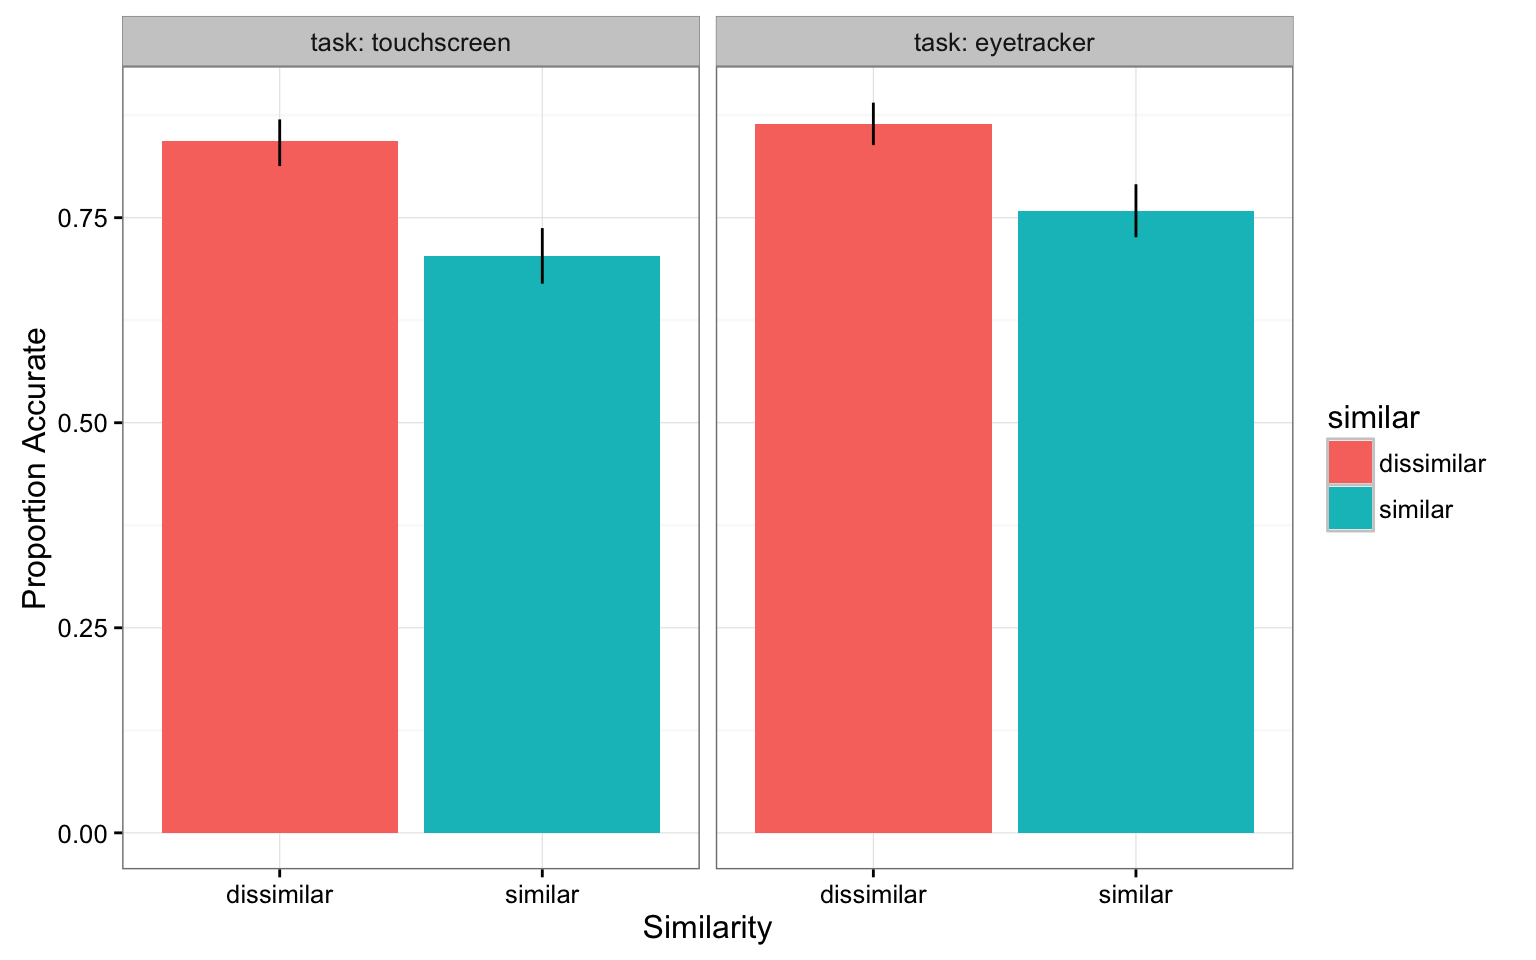 task: touchscreen
task: eyetracker
Proportion Accurate
0.75
0.50
0.25
0.00
dissimilar
similar
dissimilar
similar
Similarity
similar
dissimilar
similar